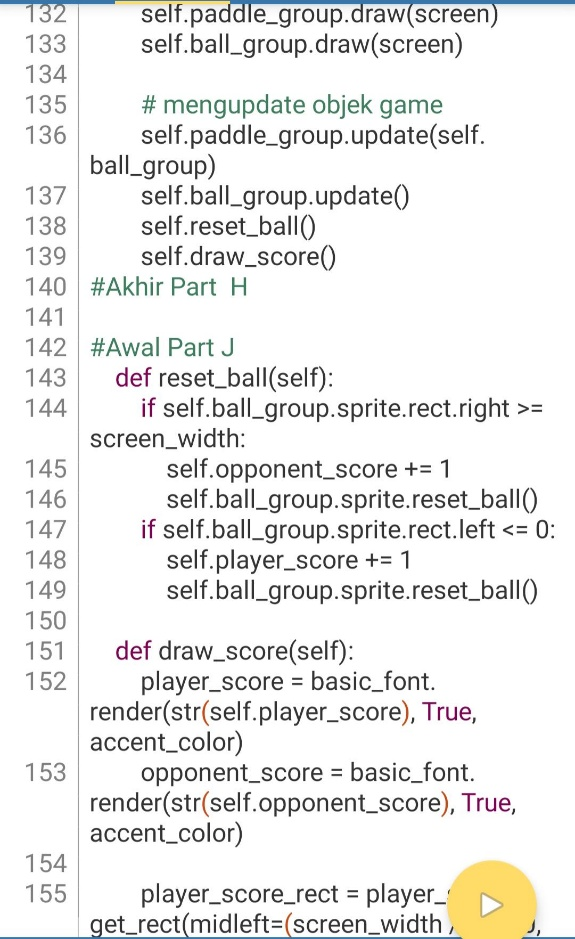 132 self.paddle_group.draw(screen)
133 self.ball_group.draw(screen)
134
135 # mengupdate objek game
136 self.paddle_group.update(self.
ball_group)
137 self.ball_group.update()
138 self.reset_ball()
139 self.draw_score()
140 #Akhir Part  H
141
142 #Awal Part J
143 def reset_ball(self):
144 if self.ball_group.sprite.rect.right >=
screen_width:
145 self.opponent_score += 1
146 self.ball_group.sprite.reset_ball()
147 if self.ball_group.sprite.rect.left <= 0:
148 self.player_score += 1
149 self.ball_group.sprite.reset_ball()
150
151 def draw_score(self):
152 player_score = basic_font.
render(str(self.player_score), True,
accent_color)
153 opponent_score = basic_font.
render(str(self.opponent_score), True,
accent_color)
154
155 player_score_rect = player_
get_rect(midleft=(screen_width /